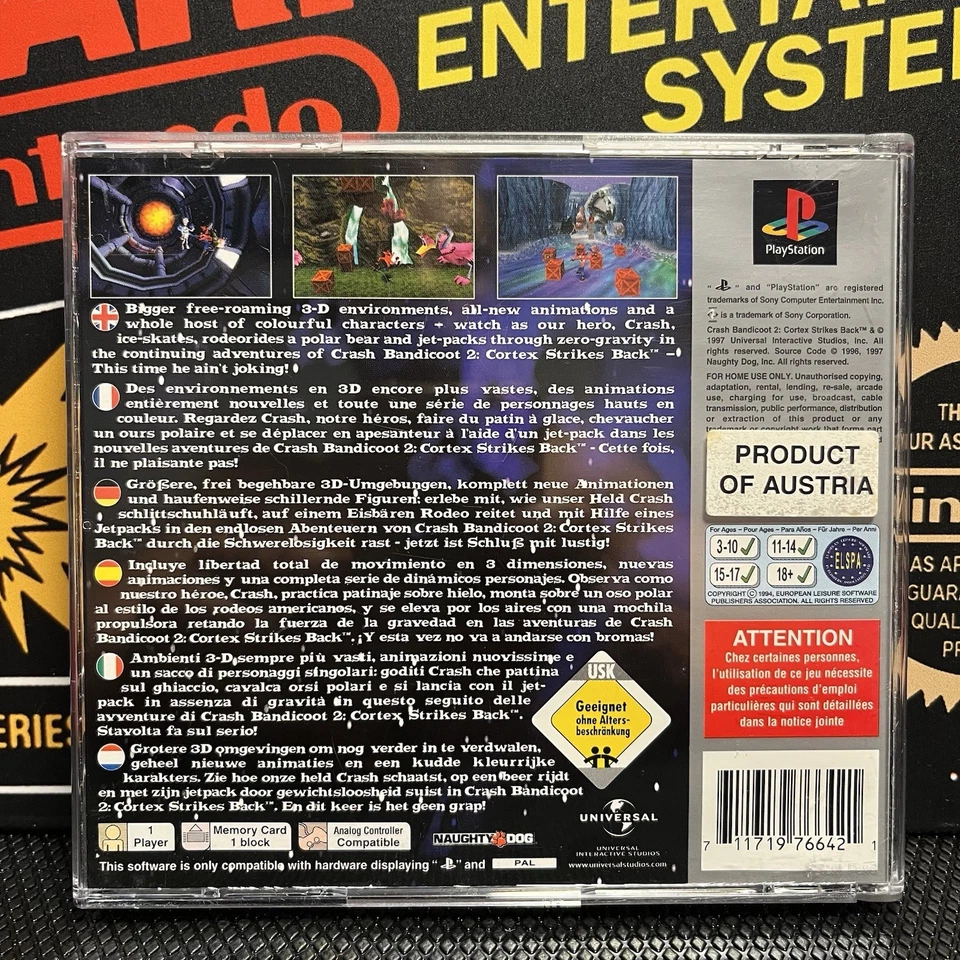 ENTERTA
SYSTE
ntendo
ERIES
Bigger free-roaming 3-D environments, all-new animations and a
whole host of colourful characters - watch as our hero, Crash,
ice-skates, rodeorides a polar bear and jet-packs through zero-gravity in
the continuing adventures of Crash Bandicoot 2: Cortex Strikes Back™ -
This time he ain't joking!
Des environnements en 3D encore plus vastes, des animations
entièrement nouvelles et toute une série de personnages hauts en
couleur. Regardez Crash, notre héros, faire du patin à glace, chevaucher
un ours polaire et se déplacer en apesanteur à l'aide d'un jet-pack dans les
nouvelles aventures de Crash Bandicoot 2: Cortex Strikes Back™ - Cette fois,
il ne plaisante pas!
Größere, frei begehbare 3D-Umgebungen, komplett neue Animationen
und haufenweise schillernde Figuren: erlebe mit, wie unser Held Crash
schlittschuhläuft, auf einem Eisbären Rodeo reitet und mit Hilfe eines
Jetpacks in den endlosen Abenteuern von Crash Bandicoot 2: Cortex Strikes
Back™ durch die Schwerelosigkeit rast - jetzt ist Schluß mit lustig!
Incluye libertad total de movimiento en 3 dimensiones, nuevas
animaciones y una completa serie de dinámicos personajes. Observa como
nuestro héroe, Crash, practica patinaje sobre hielo, monta sobre un oso polar
al estilo de los rodeos americanos, y se eleva por los aires con una mochila
propulsora retando la fuerza de la gravedad en las aventuras de Crash
Bandicoot 2: Cortex Strikes Back™. ¡Y esta vez no va a andarse con bromas!
Ambienti 3-D sempre più vasti, animazioni nuovissime e
un sacco di personaggi singolari: goditi Crash che pattina
sul ghiaccio, cavalca orsi polari e si lancia con il jet-
pack in assenza di gravità in questo seguito delle
avventure di Crash Bandicoot 2: Cortex Strikes Back™.
Stavolta fa sul serio!
Grotere 3D omgevingen om nog verder in te verdwalen,
geheel nieuwe animaties en een kudde kleurrijke
karakters. Zie hoe onze held Crash schaatst, op een beer rijdt
en met zijn jetpack door gewichtsloosheid suist in Crash Bandicoot
2: Cortex Strikes Back™. En dit keer is het geen grap!
USK
Geeignet
ohne Alters-
beschränkung
1
Player
Memory Card
1 block
Analog Controller
Compatible
NAUGHTY DOG
UNIVERSAL
UNIVERSAL
INTERACTIVE STUDIOS
www.universalstudios.com
This software is only compatible with hardware displaying " " and PAL
PlayStation
" " and "PlayStation" are registered
trademarks of Sony Computer Entertainment Inc.
is a trademark of Sony Corporation.
Crash Bandicoot 2: Cortex Strikes Back™ & ©
1997 Universal Interactive Studios, Inc. All
rights reserved. Source Code © 1996, 1997
Naughty Dog, Inc. All rights reserved.
FOR HOME USE ONLY. Unauthorised copying,
adaptation, rental, lending, re-sale, arcade
use, charging for use, broadcast, cable
transmission, public performance, distribution
or extraction of this product or any
trademark or copyright work that forms part
PRODUCT
OF AUSTRIA
For Ages - Pour Ages - Para Años - Für Jahre - Per Anni
3-10 11-14
15-17 18+
ELSPA
COPYRIGHT © 1994, EUROPEAN LEISURE SOFTWARE
PUBLISHERS ASSOCIATION. ALL RIGHTS RESERVED
ATTENTION
Chez certaines personnes,
l'utilisation de ce jeu nécessite
des précautions d'emploi
particulières qui sont détaillées
dans la notice jointe
7 11719 76642 1
TH
UR AS
in
AS AP
GUARA
QUAL
PR